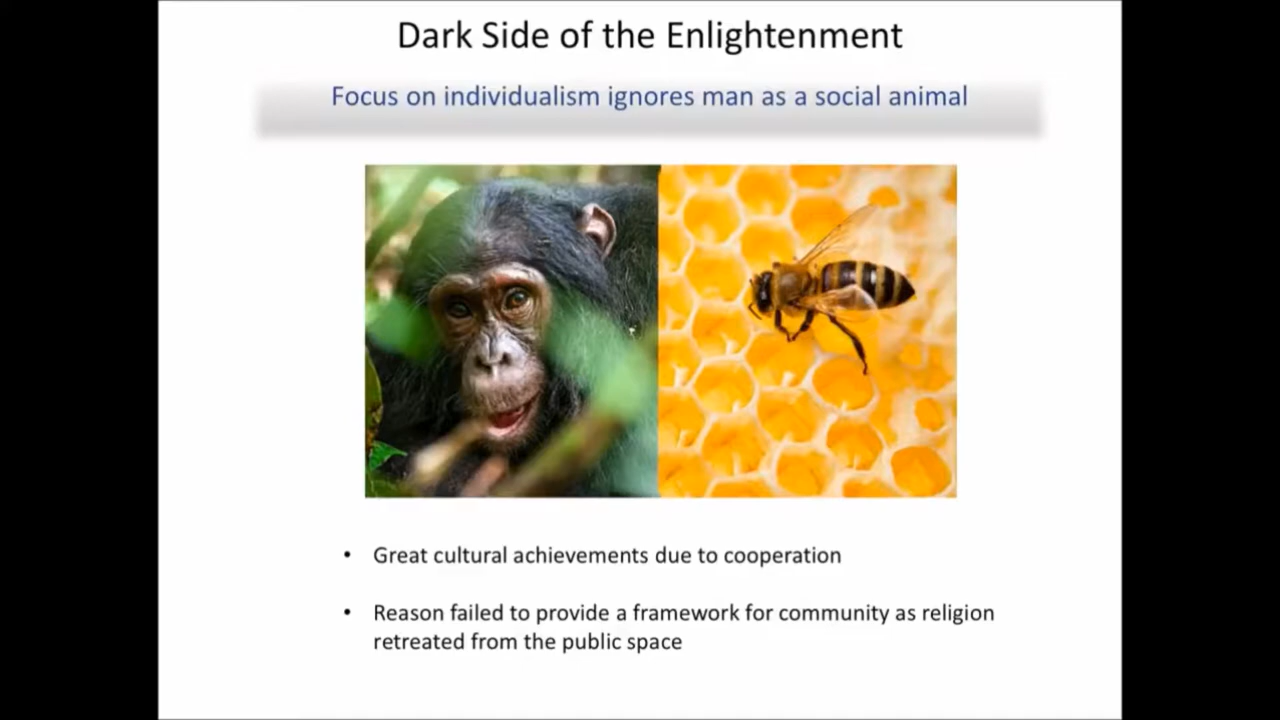 Dark Side of the Enlightenment
Focus on individualism ignores man as a social animal
• Great cultural achievements due to cooperation
• Reason failed to provide a framework for community as religion
retreated from the public space